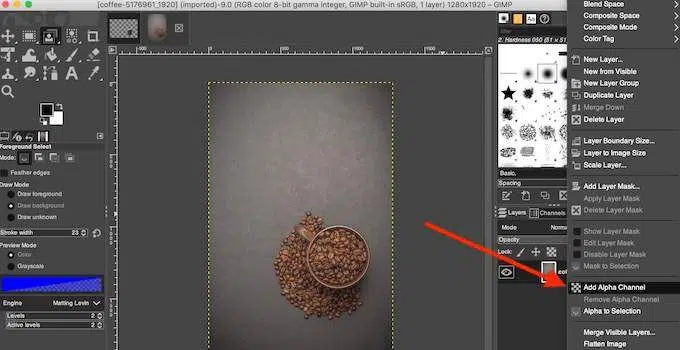 [coffee-5176961_1920] (imported)-9.0 (RGB color 8-bit gamma integer, GIMP built-in sRGB, 1 layer) 1280x1920 – GIMP
Foreground Select
Mode:
Feather edges
Draw Mode
Draw foreground
Draw background
Draw unknown
Stroke width 23
Preview Mode
Color
Grayscale
Engine Matting Levin
Levels 2
Active levels 2
2. Hardness 050 (51
Basic,
Spacing
Layers Channels
Mode
Opacity
Lock:
Blend Space
Composite Space
Composite Mode
Color Tag
New Layer...
New from Visible
New Layer Group
Duplicate Layer
Merge Down
Delete Layer
Layer Boundary Size...
Layer to Image Size
Scale Layer...
Add Layer Mask...
Apply Layer Mask
Delete Layer Mask
Show Layer Mask
Edit Layer Mask
Disable Layer Mask
Mask to Selection
Add Alpha Channel
Remove Alpha Channel
Alpha to Selection
Merge Visible Layers...
Flatten Image